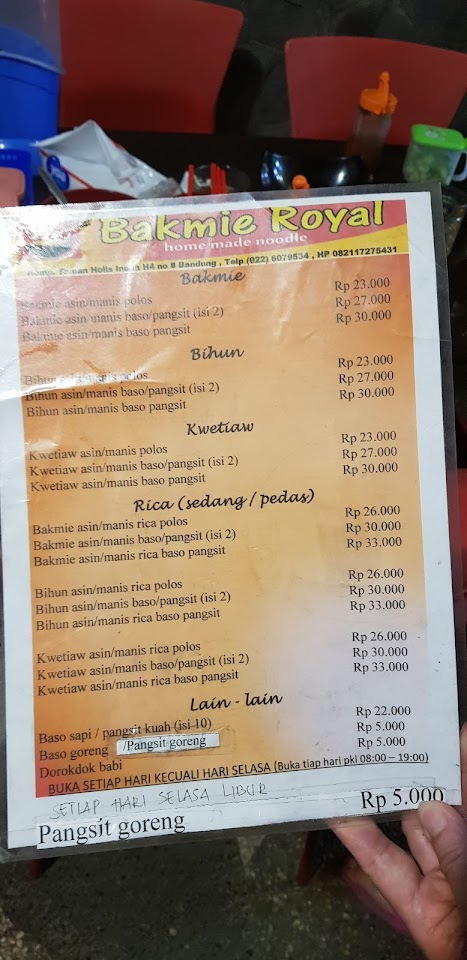 Bakmie Royal
home made noodle
Holis Indah H4 no 8 Bandung , Telp (022) 6079534 , HP 082117275431
Bakmie
Bakmie asin/manis polos Rp 23.000
Bakmie asin/manis baso/pangsit (isi 2) Rp 27.000
Bakmie asin/manis baso pangsit Rp 30.000
Bihun
Bihun asin/manis polos Rp 23.000
Bihun asin/manis baso/pangsit (isi 2) Rp 27.000
Bihun asin/manis baso pangsit Rp 30.000
Kwetiaw
Kwetiaw asin/manis polos Rp 23.000
Kwetiaw asin/manis baso/pangsit (isi 2) Rp 27.000
Kwetiaw asin/manis baso pangsit Rp 30.000
Rica (sedang / pedas)
Bakmie asin/manis rica polos Rp 26.000
Bakmie asin/manis baso/pangsit (isi 2) Rp 30.000
Bakmie asin/manis rica baso pangsit Rp 33.000
Bihun asin/manis rica polos Rp 26.000
Bihun asin/manis baso/pangsit (isi 2) Rp 30.000
Bihun asin/manis rica baso pangsit Rp 33.000
Kwetiaw asin/manis rica polos Rp 26.000
Kwetiaw asin/manis baso/pangsit (isi 2) Rp 30.000
Kwetiaw asin/manis rica baso pangsit Rp 33.000
Lain - lain
Baso sapi / pangsit kuah (isi 10) Rp 22.000
Baso goreng /Pangsit goreng Rp 5.000
Dorokdok babi Rp 5.000
BUKA SETIAP HARI KECUALI HARI SELASA (Buka tiap hari pkl 08:00 – 19:00)
SETIAP HARI SELASA LIBUR
Pangsit goreng Rp 5.000